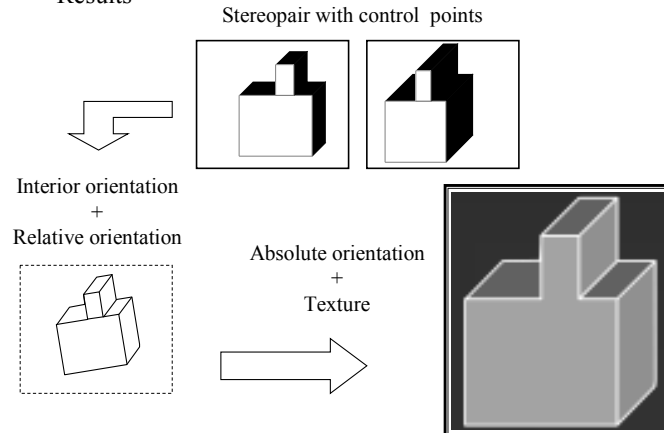 Results
Stereopair with control points
Interior orientation
+
Relative orientation
Absolute orientation
+
Texture